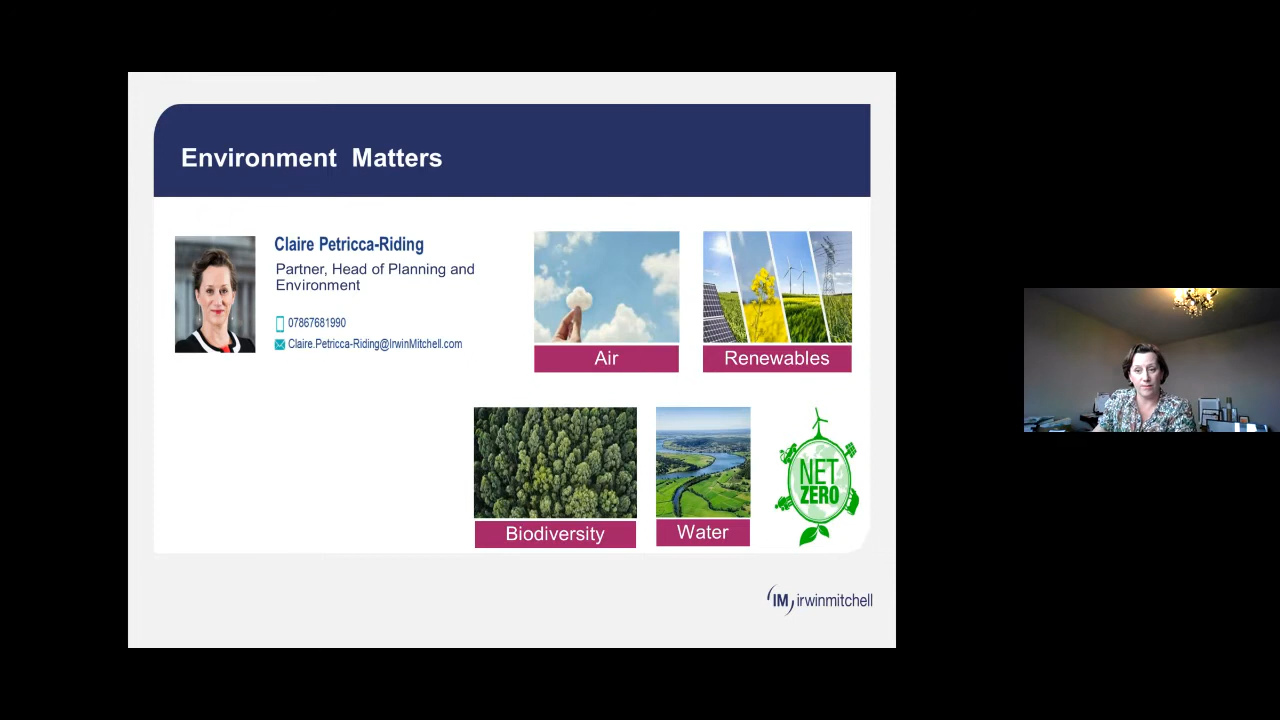 Environment Matters
Claire Petricca-Riding
Partner, Head of Planning and
Environment
07867681990
Claire.Petricca-Riding@IrwinMitchell.com
Air
Renewables
Biodiversity
Water
NET
ZERO
IM irwinmitchell